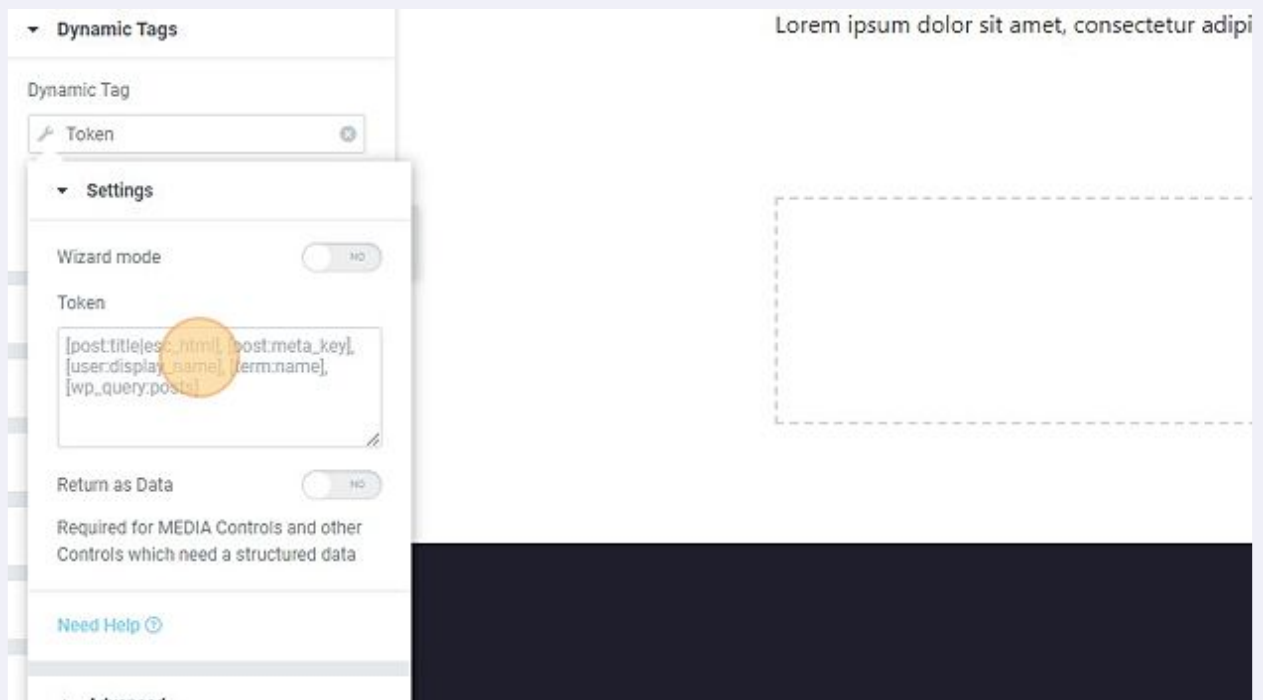 Dynamic Tags
Lorem ipsum dolor sit amet, consectetur adipi
Dynamic Tag
Token
Settings
Wizard mode
NO
Token
[post:title|esc_html], [post:meta_key],
[user:display_name], [term:name],
[wp_query:posts]
Return as Data
NO
Required for MEDIA Controls and other
Controls which need a structured data
Need Help